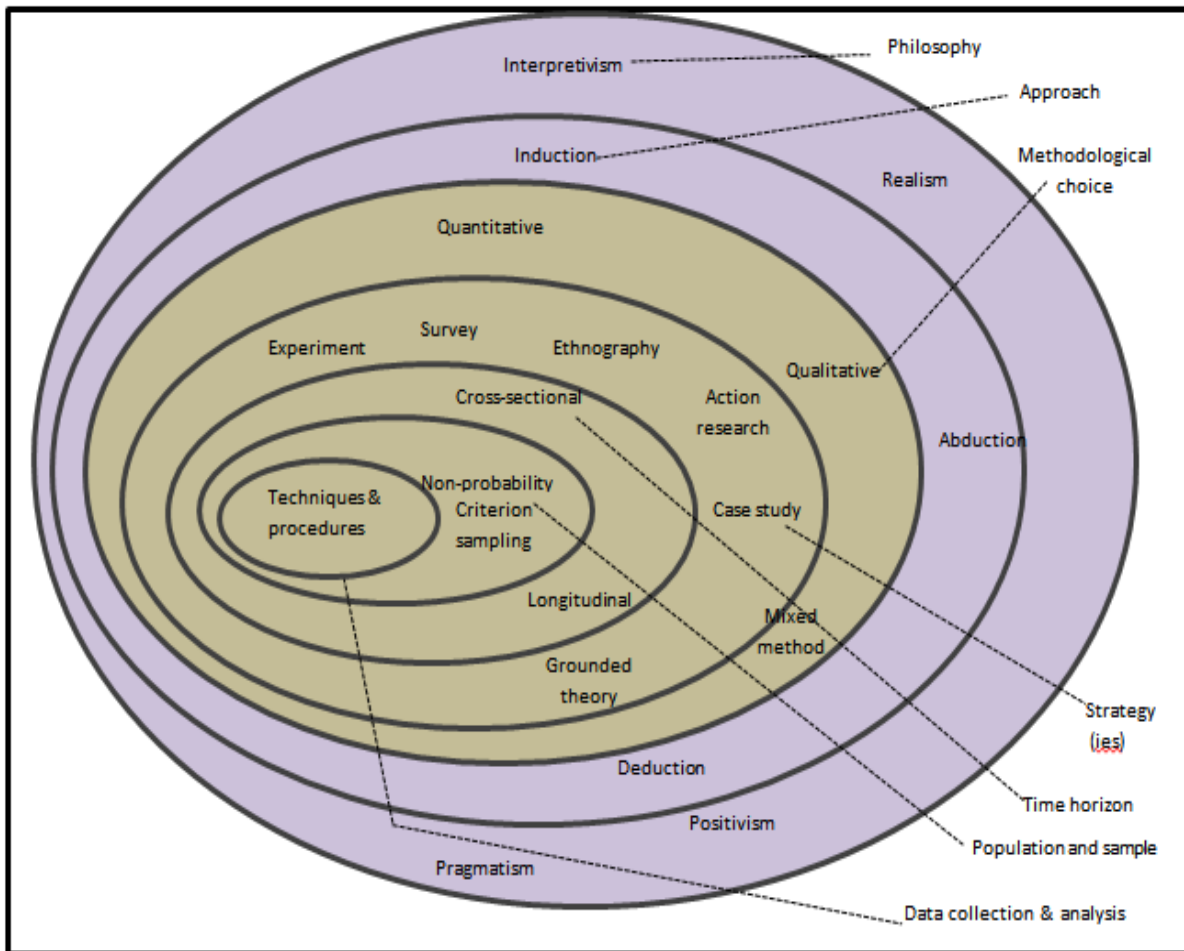 Philosophy
Interpretivism
Approach
Induction
Methodological
choice
Realism
Quantitative
Survey
Experiment
Ethnography
Qualitative
Cross-sectional
Action
research
Abduction
Non-probability
Criterion
sampling
Techniques &
procedures
Case study
Longitudinal
Mixed
method
Grounded
theory
Strategy
(ies)
Deduction
Time horizon
Positivism
Population and sample
Pragmatism
Data collection & analysis